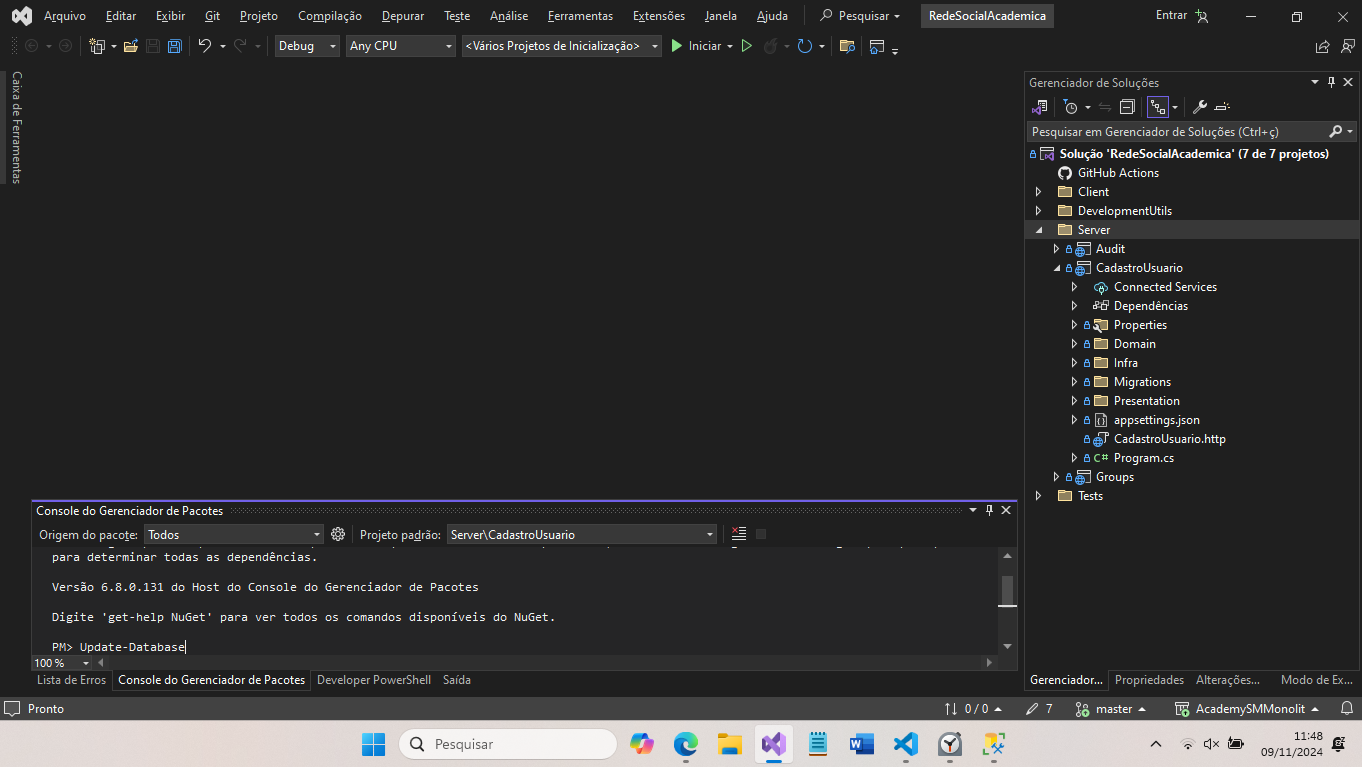 Arquivo Editar Exibir Git Projeto Compilação Depurar Teste Análise Ferramentas Extensões Janela Ajuda Pesquisar RedeSocialAcademica Entrar
Debug Any CPU <Vários Projetos de Inicialização> Iniciar
Caixa de Ferramentas
Gerenciador de Soluções
Pesquisar em Gerenciador de Soluções (Ctrl+ç)
Solução 'RedeSocialAcademica' (7 de 7 projetos)
GitHub Actions
Client
DevelopmentUtils
Server
Audit
CadastroUsuario
Connected Services
Dependências
Properties
Domain
Infra
Migrations
Presentation
appsettings.json
CadastroUsuario.http
C# Program.cs
Groups
Tests
Console do Gerenciador de Pacotes
Origem do pacote: Todos Projeto padrão: Server\CadastroUsuario
para determinar todas as dependências.
Versão 6.8.0.131 do Host do Console do Gerenciador de Pacotes
Digite 'get-help NuGet' para ver todos os comandos disponíveis do NuGet.
PM> Update-Database
100 %
Lista de Erros Console do Gerenciador de Pacotes Developer PowerShell Saída
Gerenciador... Propriedades Alterações... Modo de Ex...
Pronto 0 / 0 7 master AcademySMMonolit
Pesquisar
11:48
09/11/2024